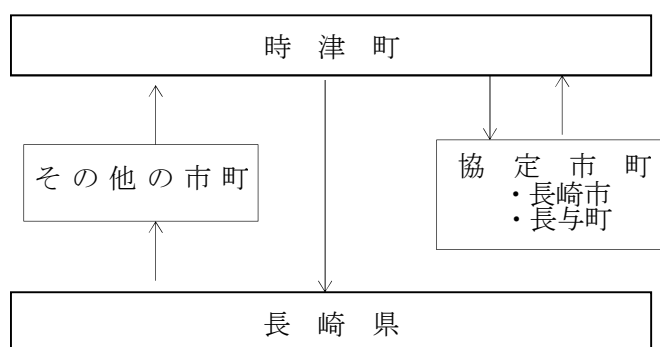 時津町
その他の市町
協定市町
・長崎市
・長与町
長崎県